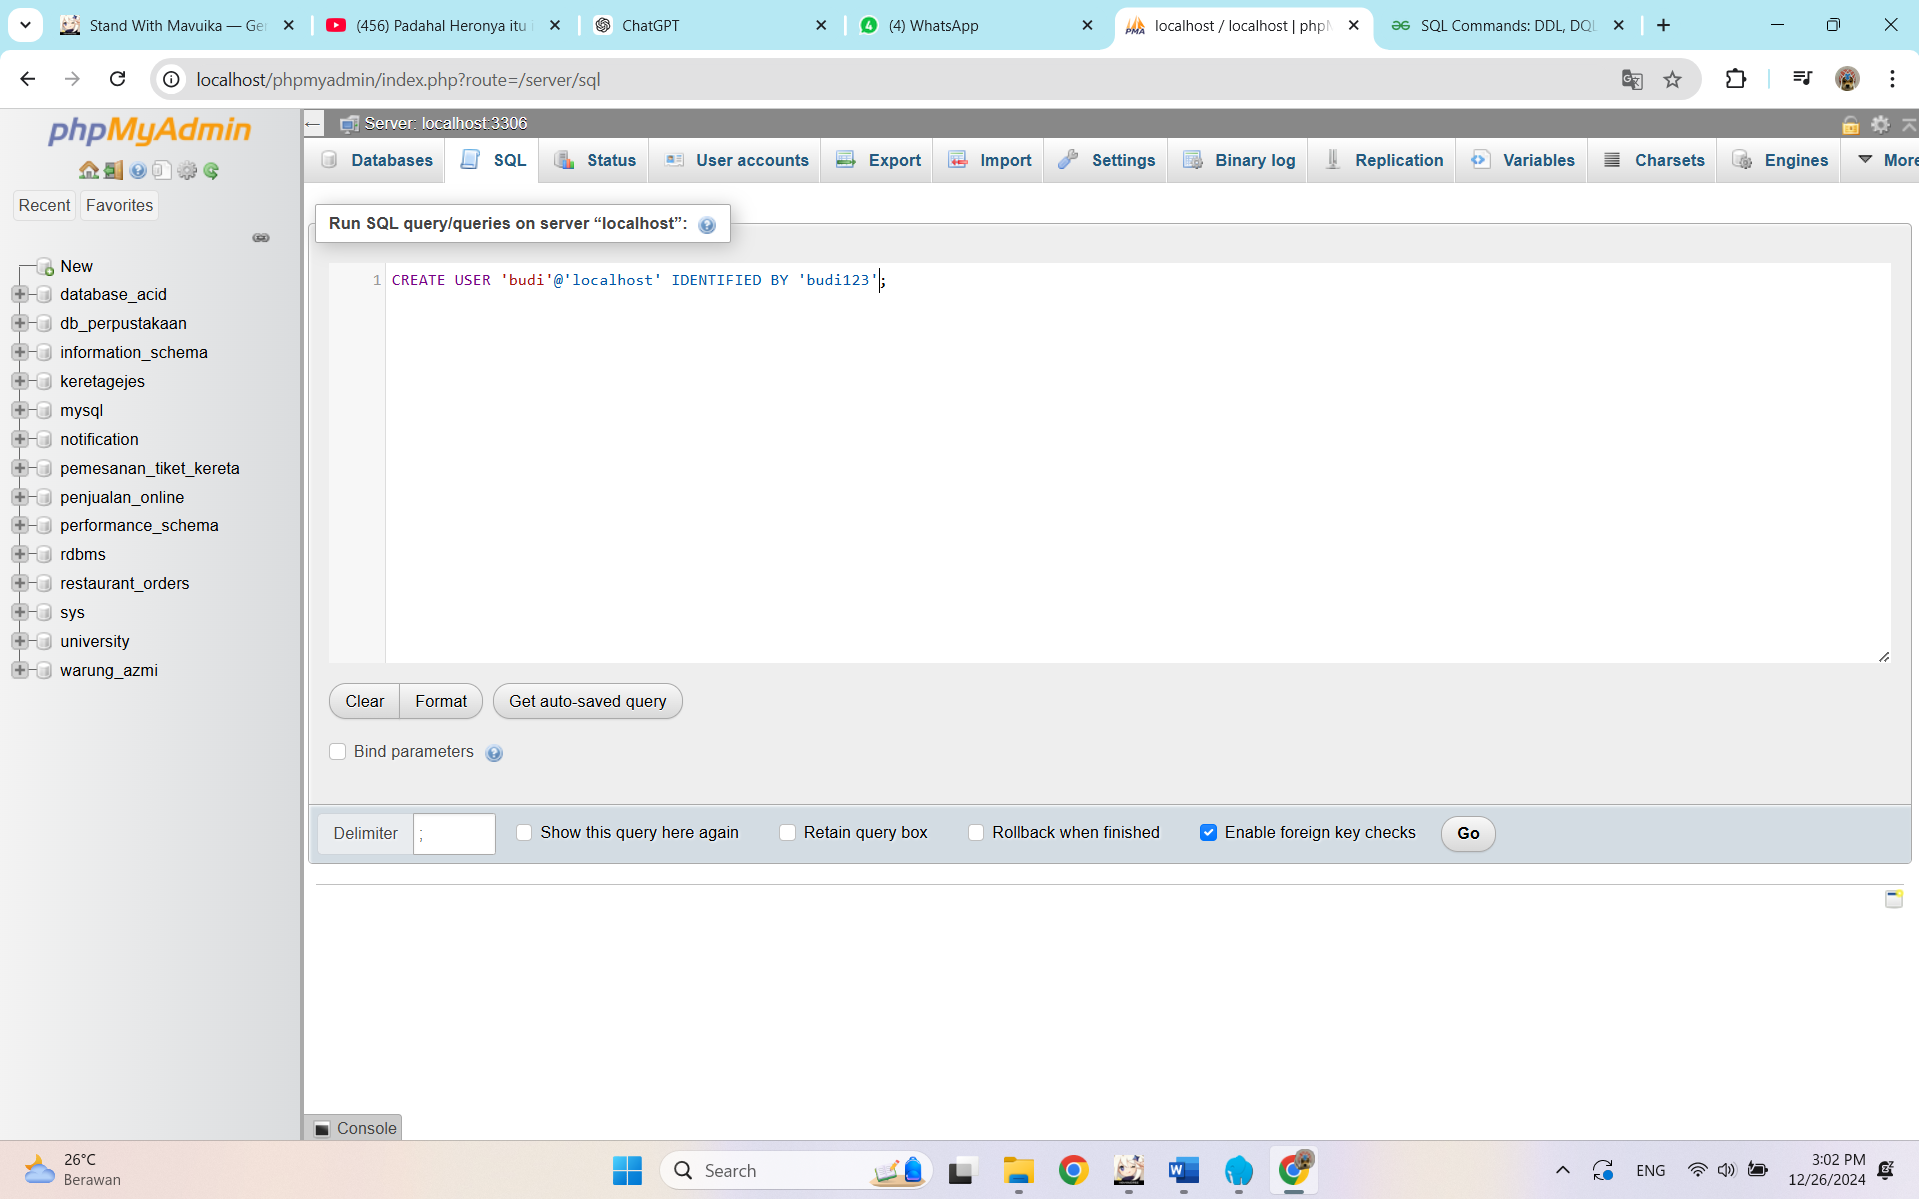 Stand With Mavuika — Ge
(456) Padahal Heronya itu
ChatGPT
(4) WhatsApp
localhost / localhost | php
SQL Commands: DDL, DQL
localhost/phpmyadmin/index.php?route=/server/sql
phpMyAdmin
Recent
Favorites
New
database_acid
db_perpustakaan
information_schema
keretagejes
mysql
notification
pemesanan_tiket_kereta
penjualan_online
performance_schema
rdbms
restaurant_orders
sys
university
warung_azmi
Server: localhost:3306
Databases
SQL
Status
User accounts
Export
Import
Settings
Binary log
Replication
Variables
Charsets
Engines
More
Run SQL query/queries on server “localhost”:
1 CREATE USER 'budi'@'localhost' IDENTIFIED BY 'budi123';
Clear
Format
Get auto-saved query
Bind parameters
Delimiter
;
Show this query here again
Retain query box
Rollback when finished
Enable foreign key checks
Go
Console
26°C
Berawan
Search
ENG
3:02 PM
12/26/2024